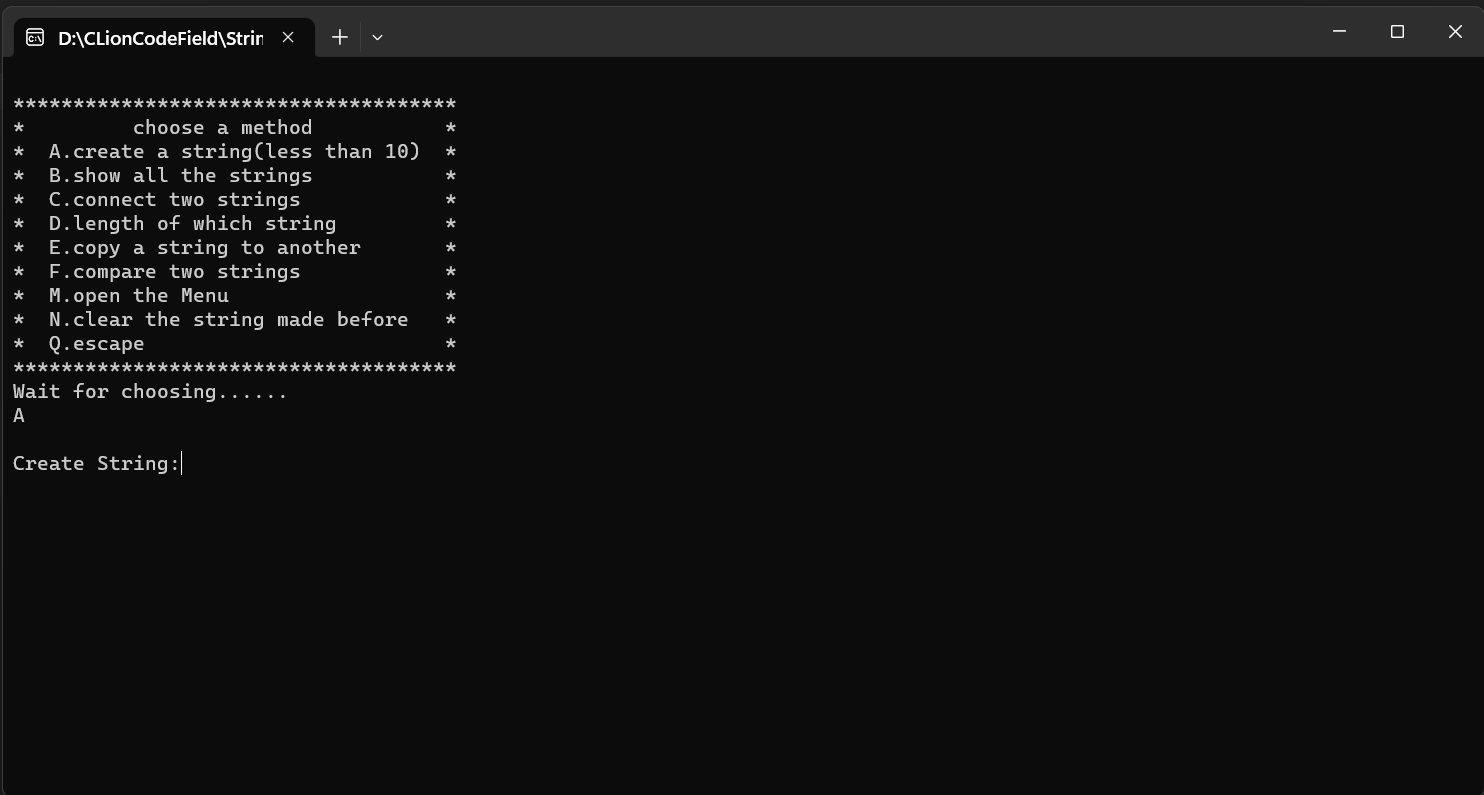 D:\CLionCodeField\Strin
*************************************
*         choose a method           *
*  A.create a string(less than 10)  *
*  B.show all the strings           *
*  C.connect two strings            *
*  D.length of which string         *
*  E.copy a string to another       *
*  F.compare two strings            *
*  M.open the Menu                  *
*  N.clear the string made before   *
*  Q.escape                         *
*************************************
Wait for choosing......
A
Create String: